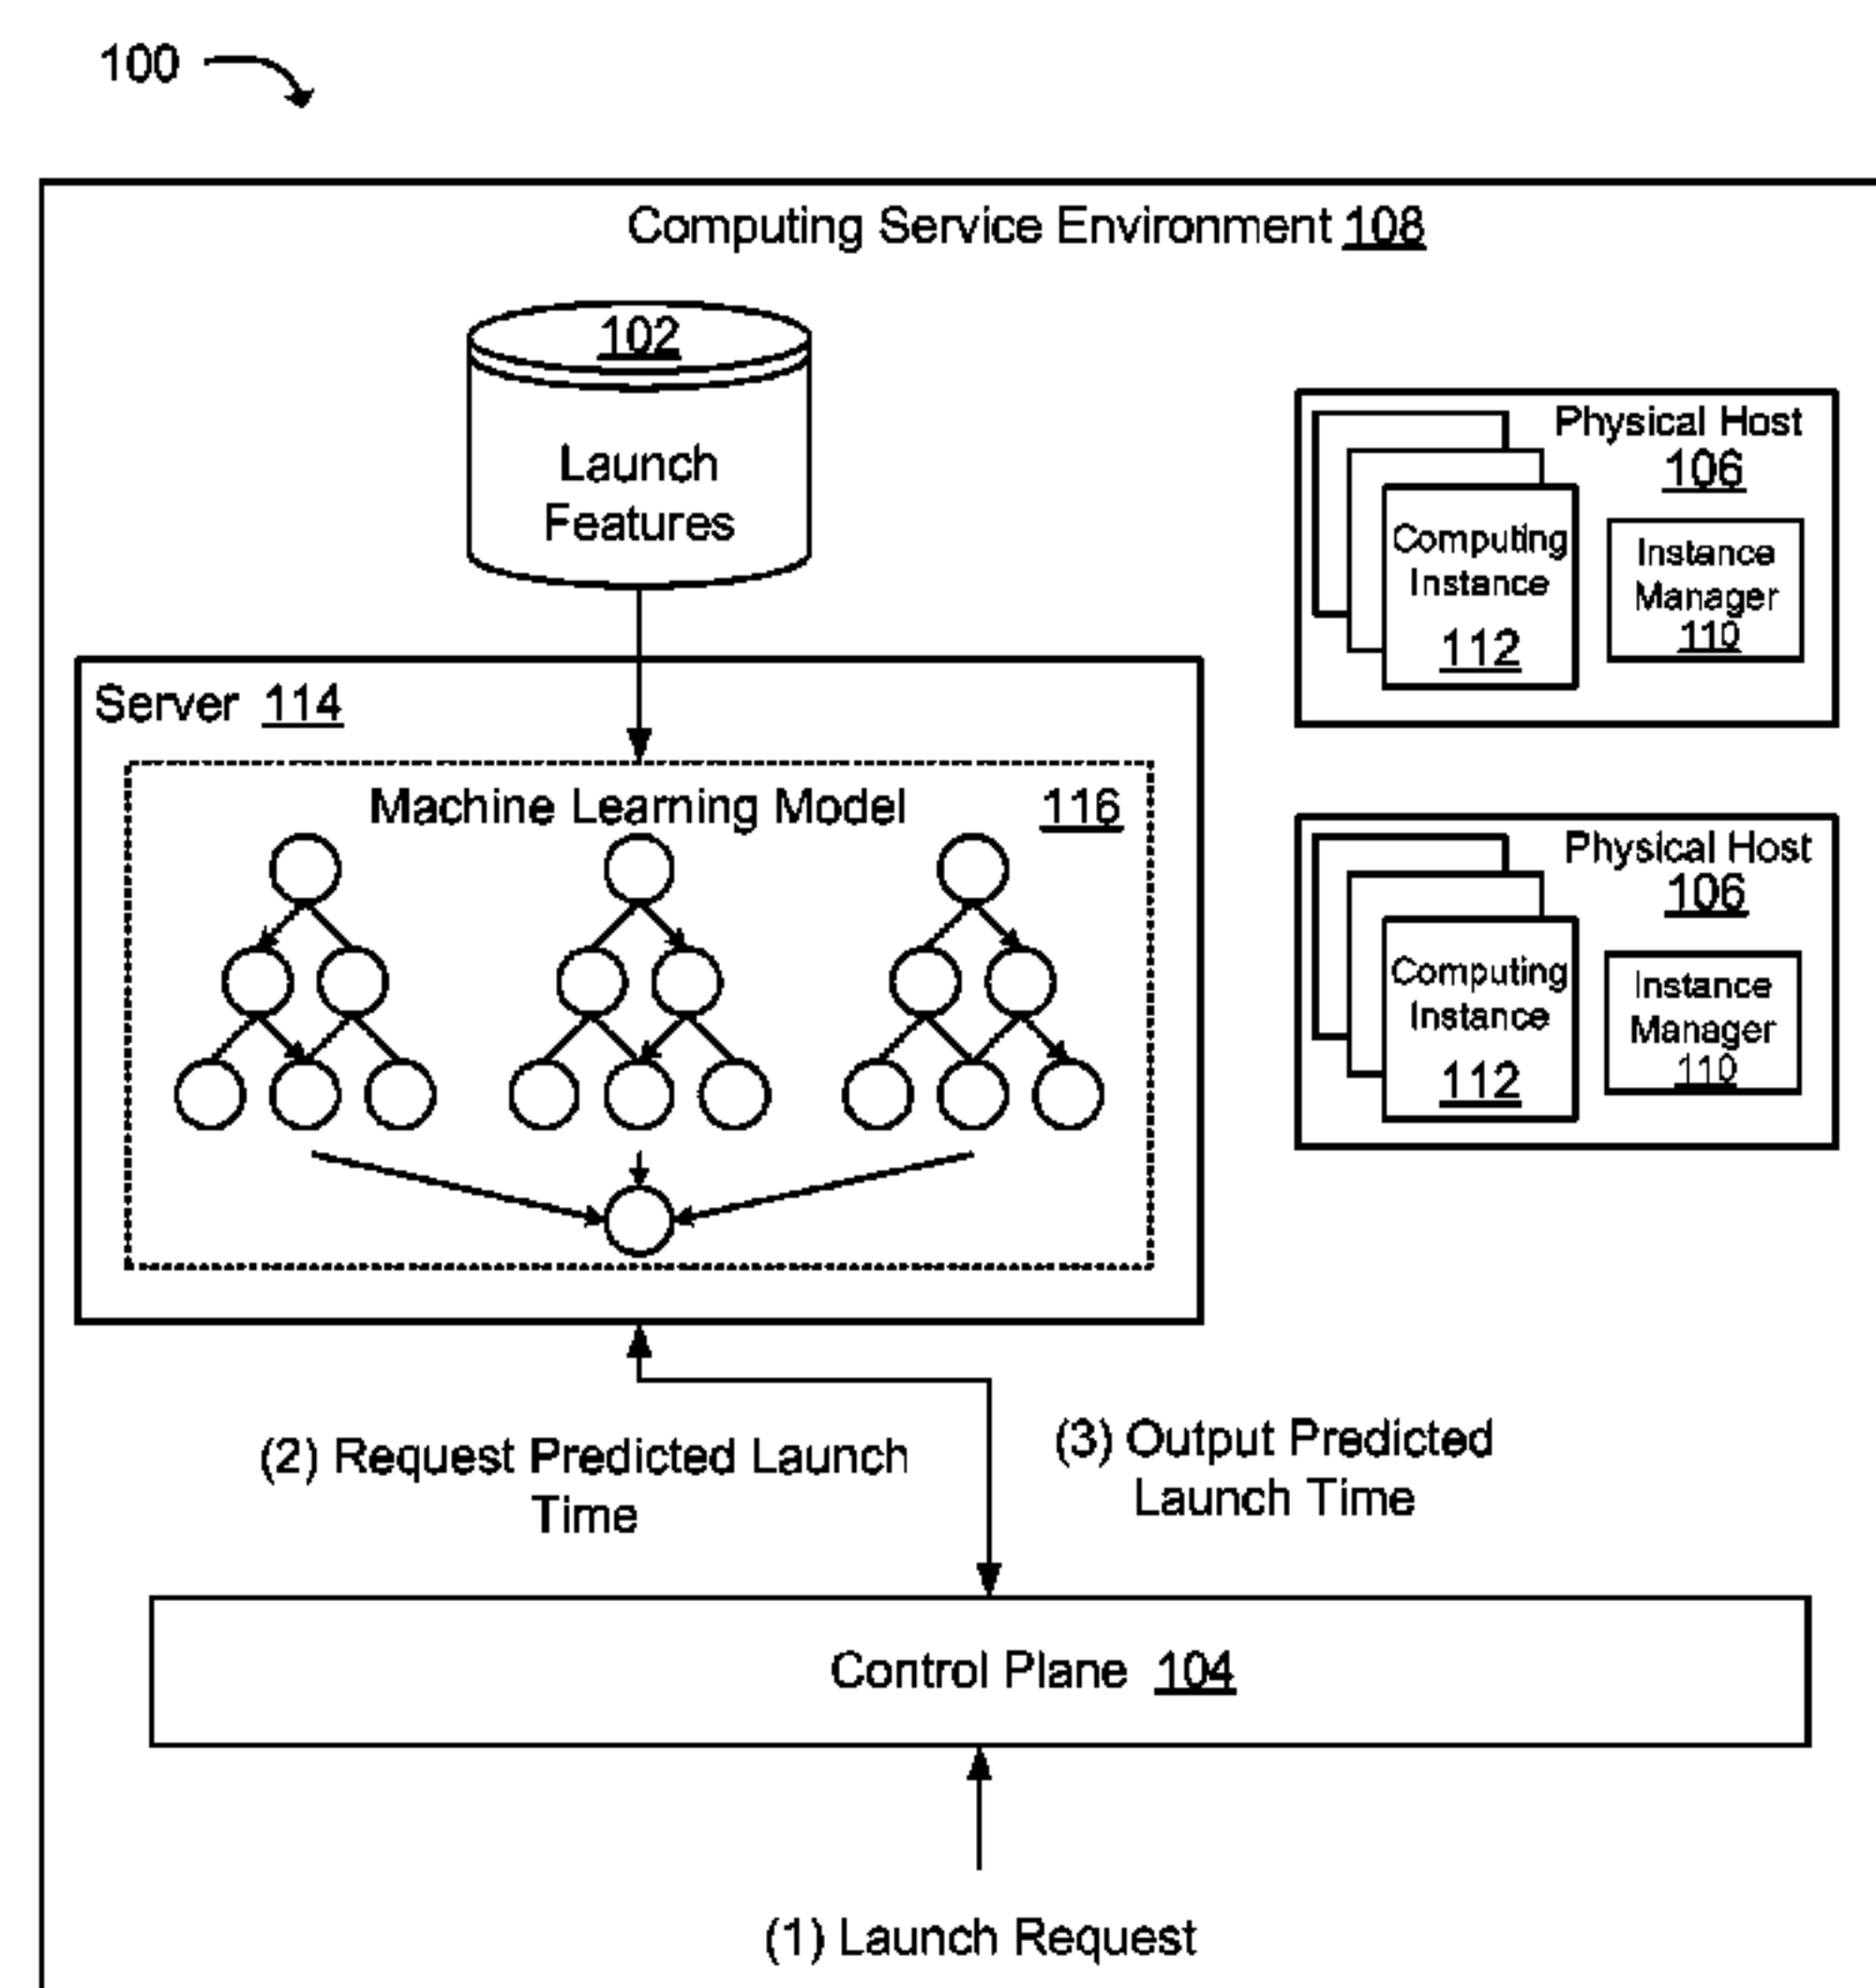 100
Computing Service Environment 108
102
Launch
Features
Physical Host
106
Computing
Instance
112
Instance
Manager
110
Server 114
Machine Learning Model 116
Physical Host
106
Computing
Instance
112
Instance
Manager
110
(2) Request Predicted Launch
Time
(3) Output Predicted
Launch Time
Control Plane 104
(1) Launch Request